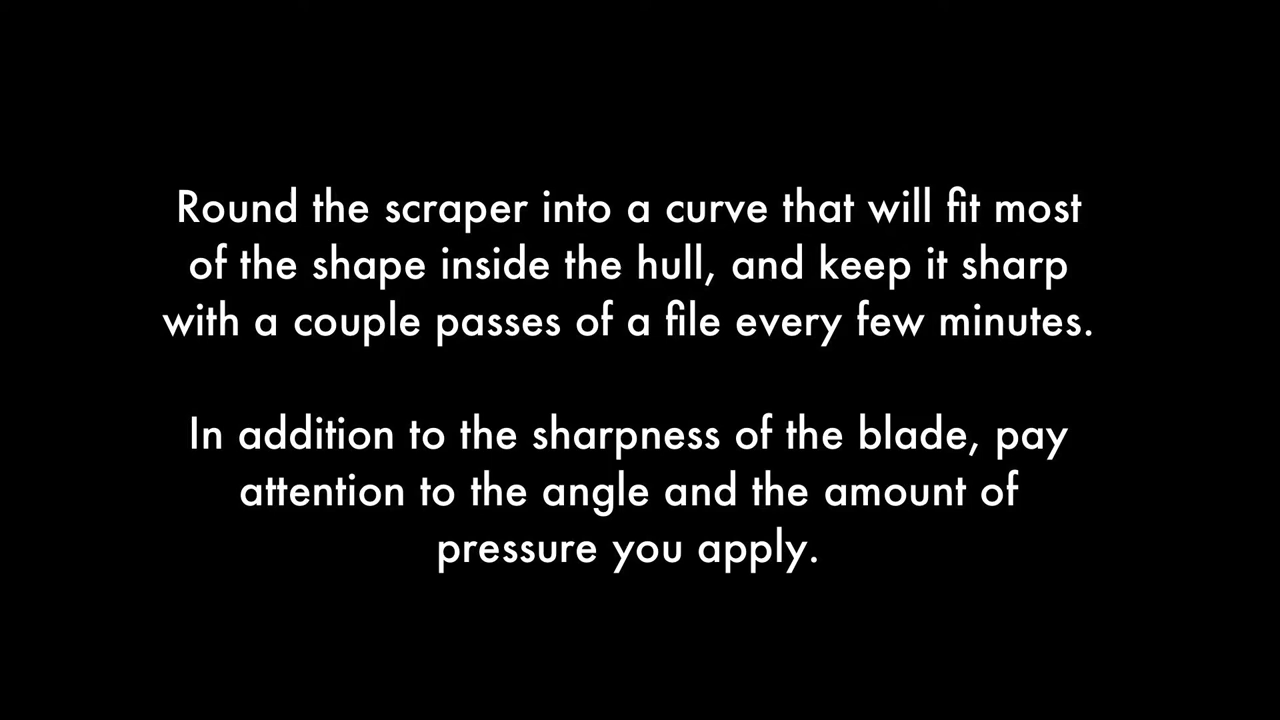 Round the scraper into a curve that will fit most
of the shape inside the hull, and keep it sharp
with a couple passes of a file every few minutes.
In addition to the sharpness of the blade, pay
attention to the angle and the amount of
pressure you apply.